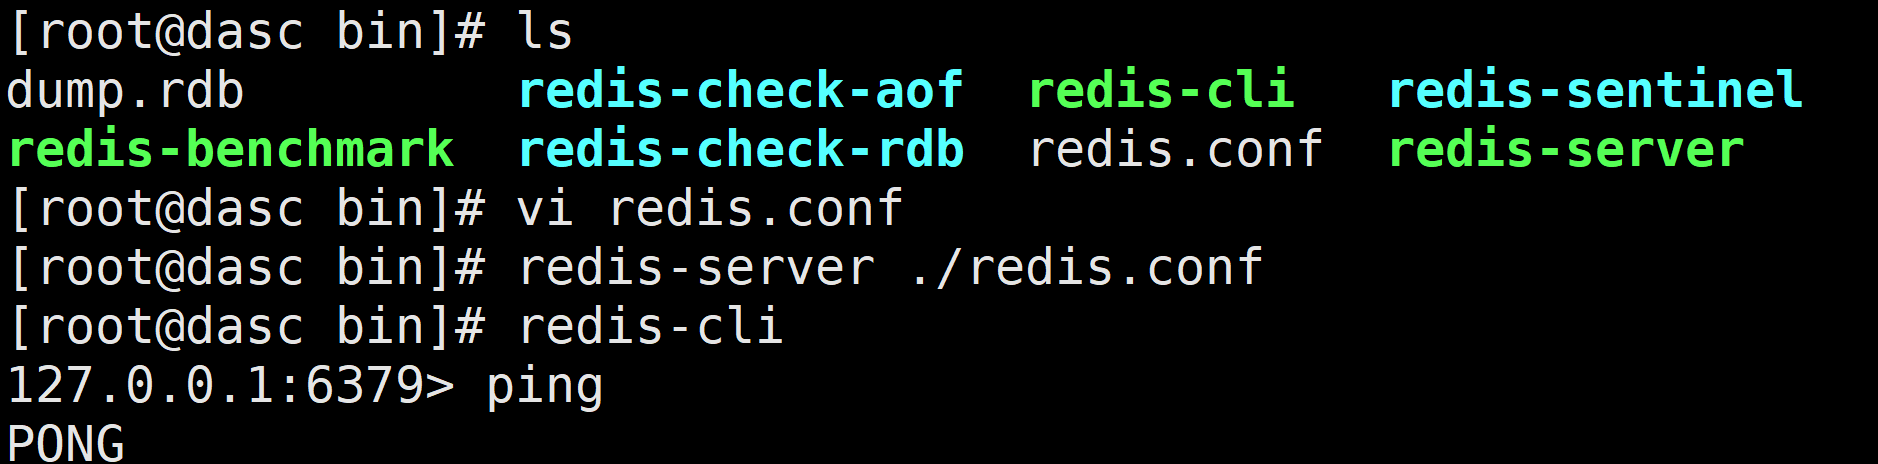 [root@dasc bin]# ls
dump.rdb         redis-check-aof  redis-cli   redis-sentinel
redis-benchmark  redis-check-rdb  redis.conf  redis-server
[root@dasc bin]# vi redis.conf
[root@dasc bin]# redis-server ./redis.conf
[root@dasc bin]# redis-cli
127.0.0.1:6379> ping
PONG